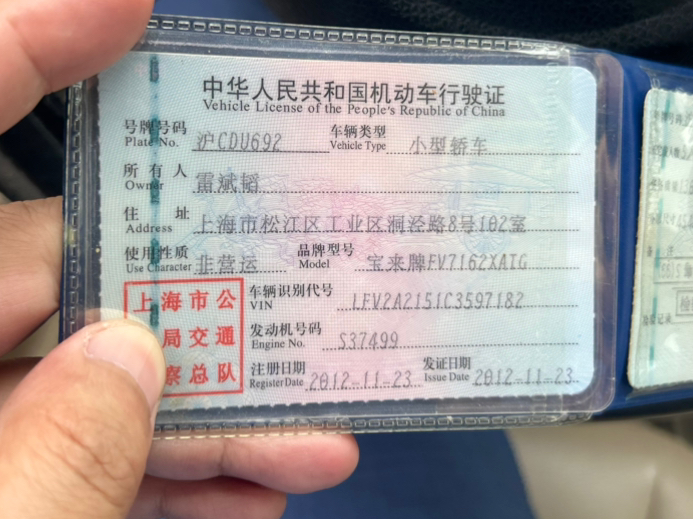 中华人民共和国机动车行驶证
Vehicle License of the People's Republic of China
号牌号码 沪CDU692 车辆类型 小型轿车
Plate No. Vehicle Type
所有人 雷斌韬
Owner
住址 上海市松江区工业区洞泾路8号102室
Address
使用性质 非营运 品牌型号 宝来牌FV7162XATG
Use Character Model
上海市公 车辆识别代号 LFV2A2151C3597182
VIN
局交通 发动机号码 S37499
Engine No.
察总队 注册日期 2012-11-23 发证日期 2012-11-23
Register Date Issue Date